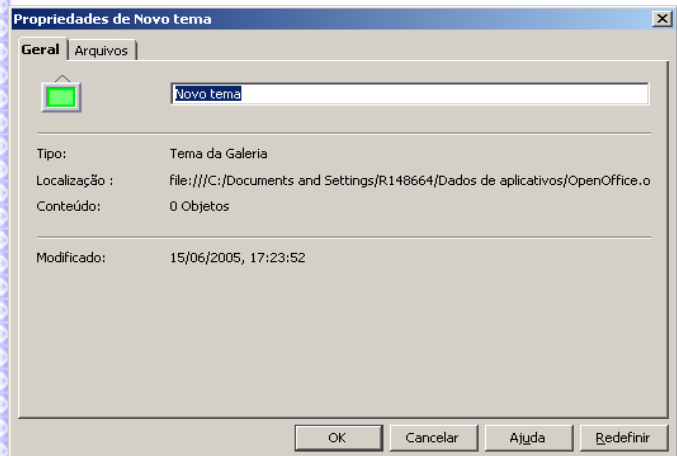 Propriedades de Novo tema
Geral Arquivos
Novo tema
Tipo: Tema da Galeria
Localização : file:///C:/Documents and Settings/R148664/Dados de aplicativos/OpenOffice.o
Conteúdo: 0 Objetos
Modificado: 15/06/2005, 17:23:52
OK Cancelar Ajuda Redefinir